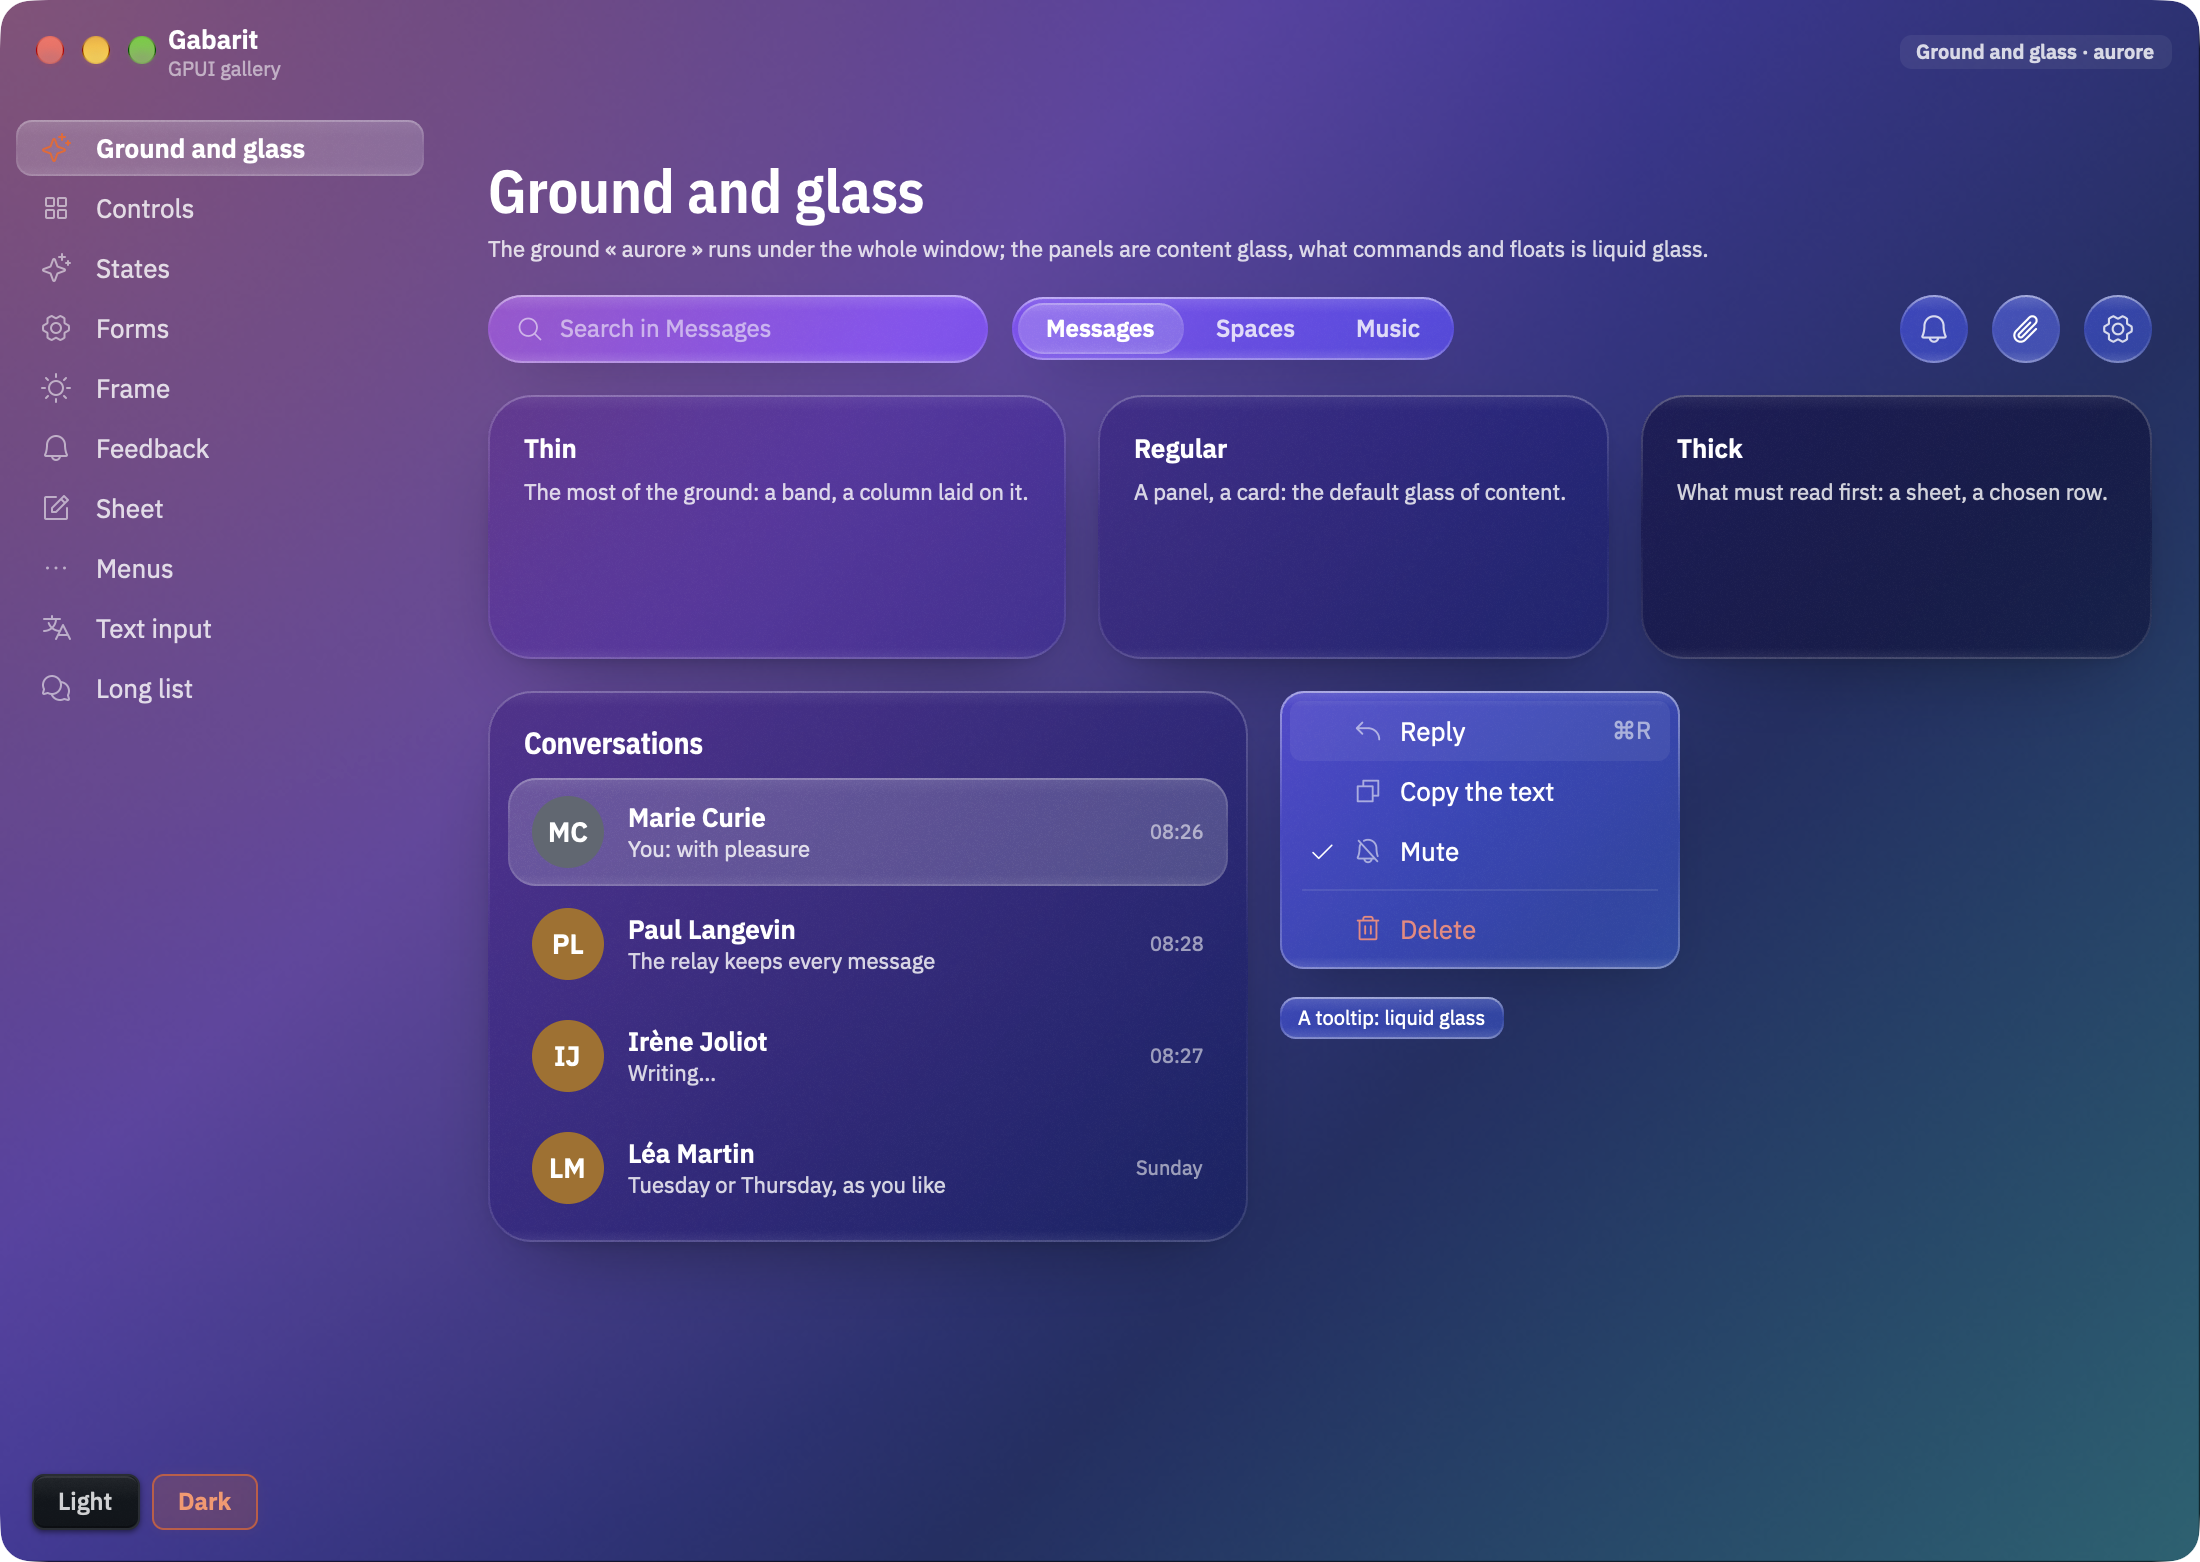 Gabarit
GPUI gallery
Ground and glass · aurore
Ground and glass
Controls
States
Forms
Frame
Feedback
Sheet
Menus
Text input
Long list
Light
Dark
Ground and glass
The ground « aurore » runs under the whole window; the panels are content glass, what commands and floats is liquid glass.
Search in Messages
Messages
Spaces
Music
Thin
The most of the ground: a band, a column laid on it.
Regular
A panel, a card: the default glass of content.
Thick
What must read first: a sheet, a chosen row.
Conversations
MC
Marie Curie
You: with pleasure
08:26
PL
Paul Langevin
The relay keeps every message
08:28
IJ
Irène Joliot
Writing...
08:27
LM
Léa Martin
Tuesday or Thursday, as you like
Sunday
Reply ⌘R
Copy the text
Mute
Delete
A tooltip: liquid glass